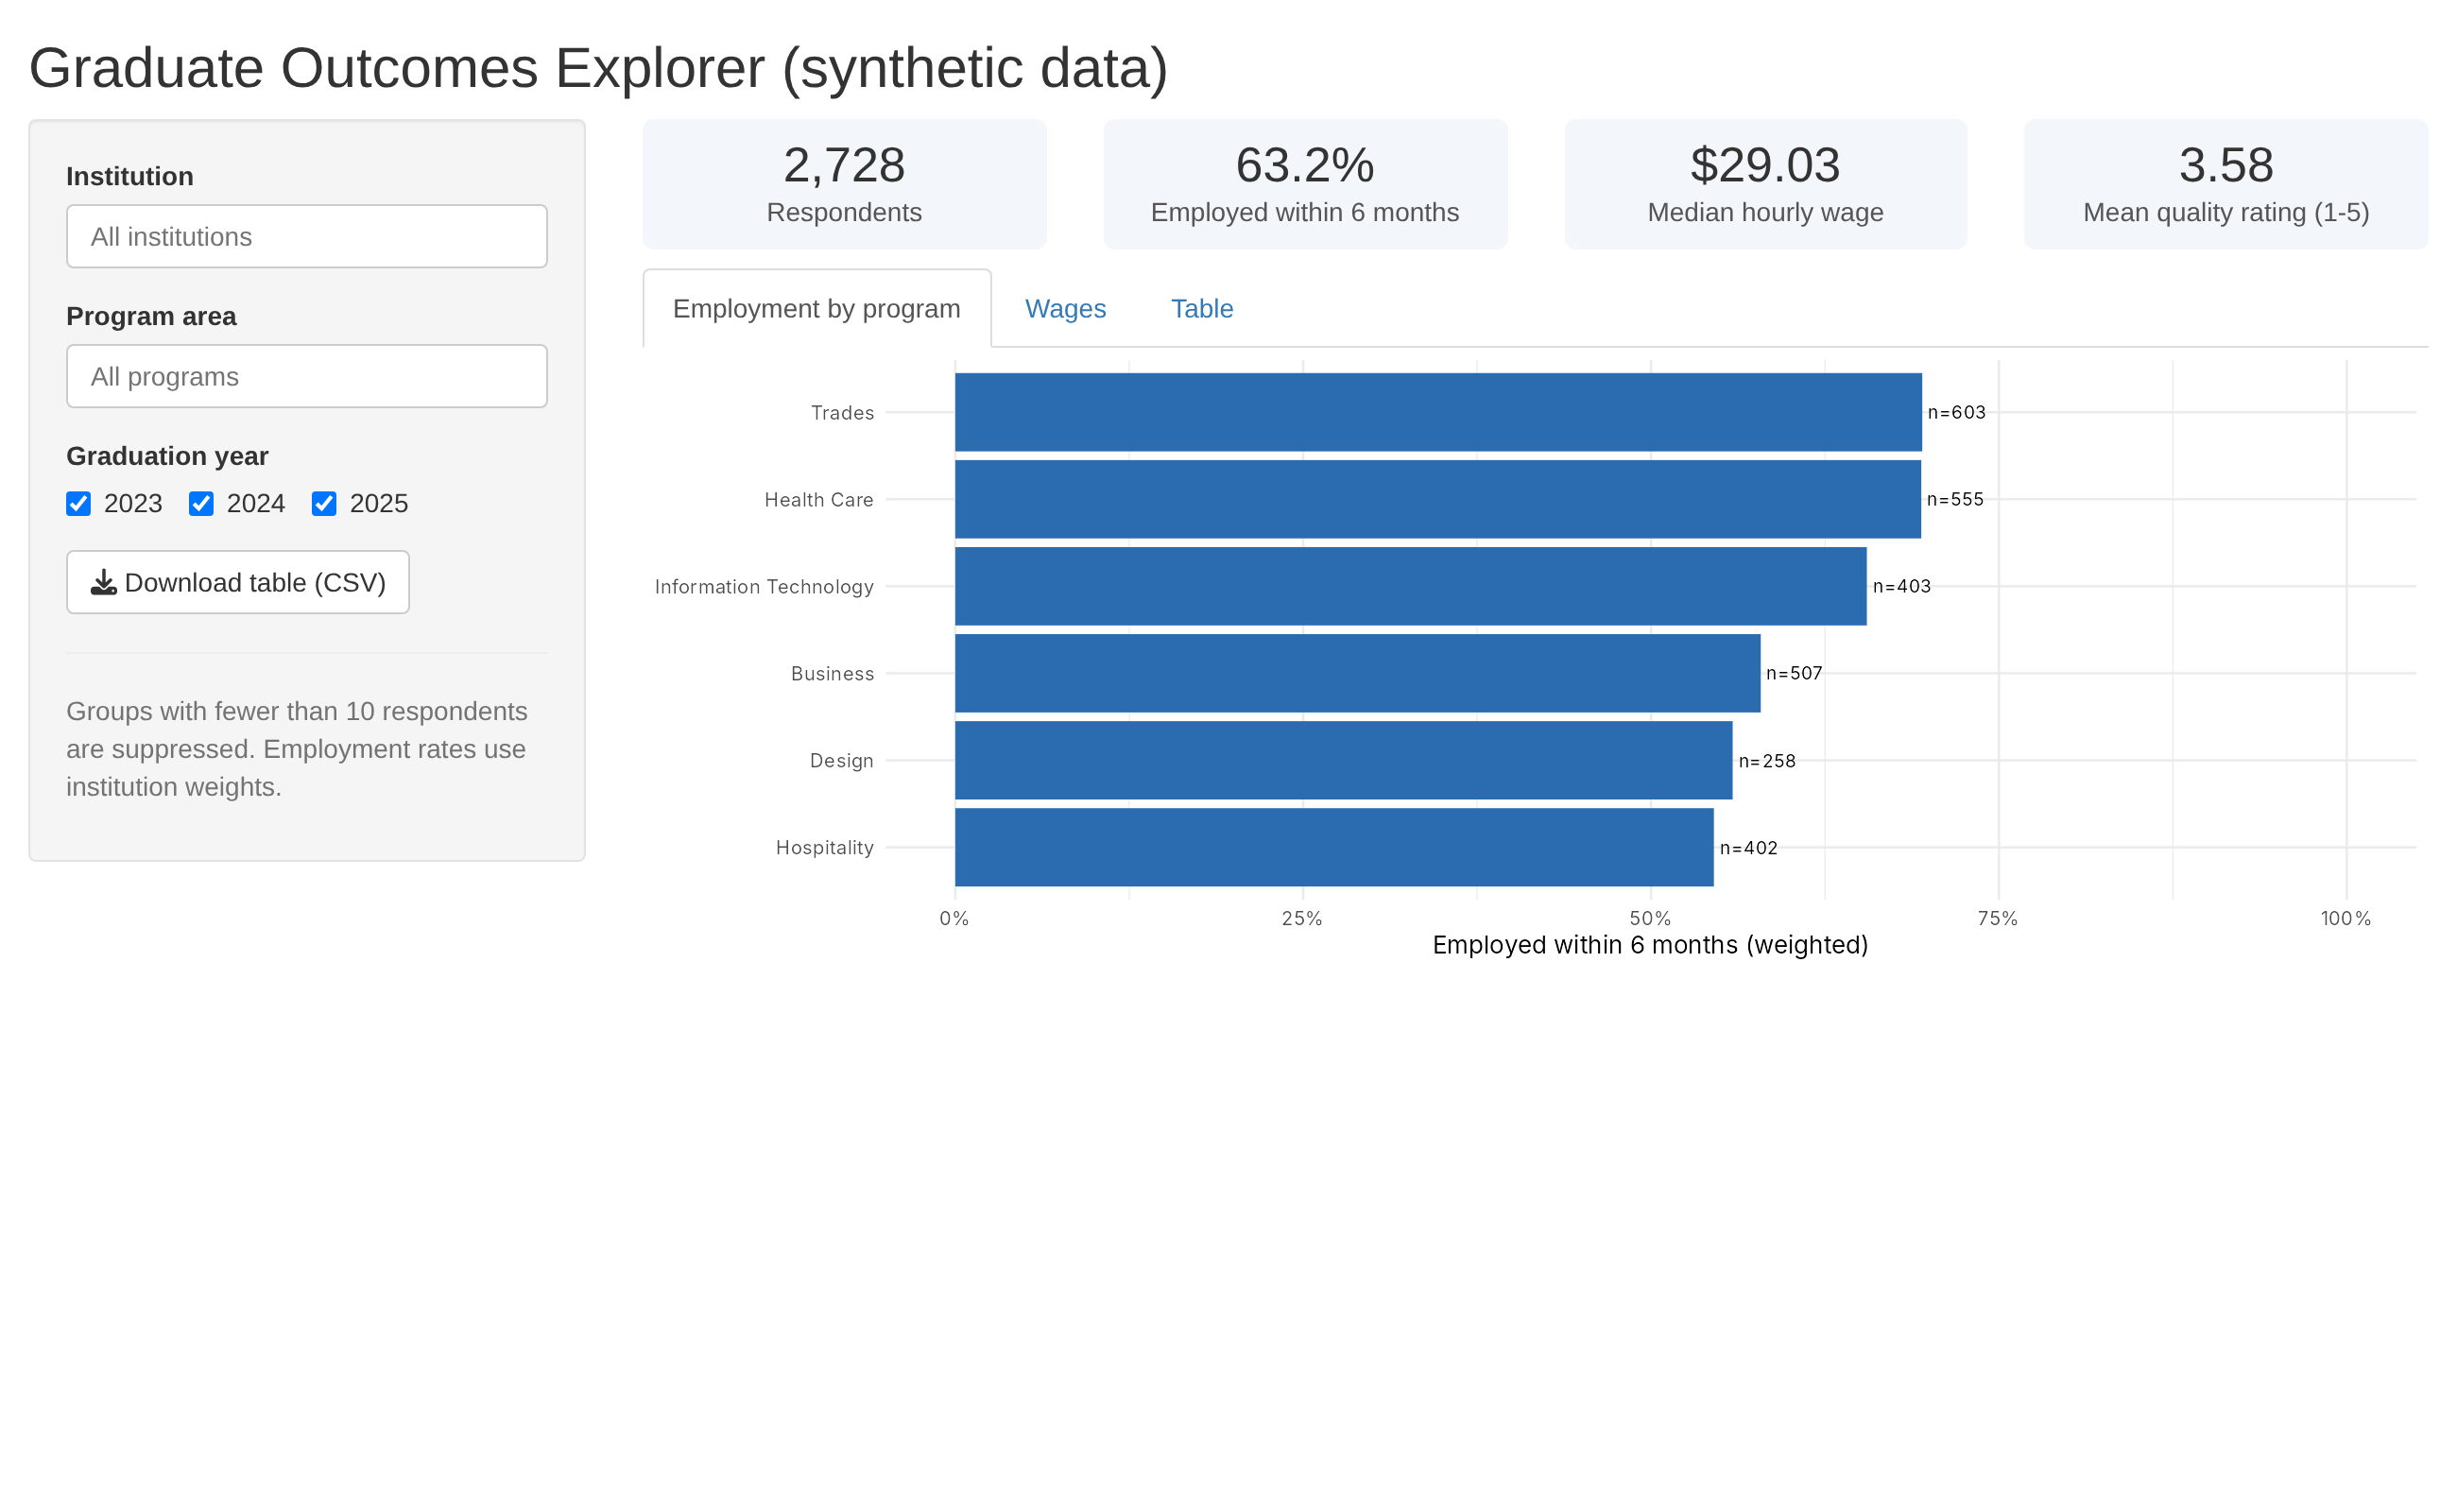 Graduate Outcomes Explorer (synthetic data)
Institution
All institutions
Program area
All programs
Graduation year
2023 2024 2025
Download table (CSV)
Groups with fewer than 10 respondents
are suppressed. Employment rates use
institution weights.
2,728
Respondents
63.2%
Employed within 6 months
$29.03
Median hourly wage
3.58
Mean quality rating (1-5)
Employment by program Wages Table
Trades n=603
Health Care n=555
Information Technology n=403
Business n=507
Design n=258
Hospitality n=402
0% 25% 50% 75% 100%
Employed within 6 months (weighted)